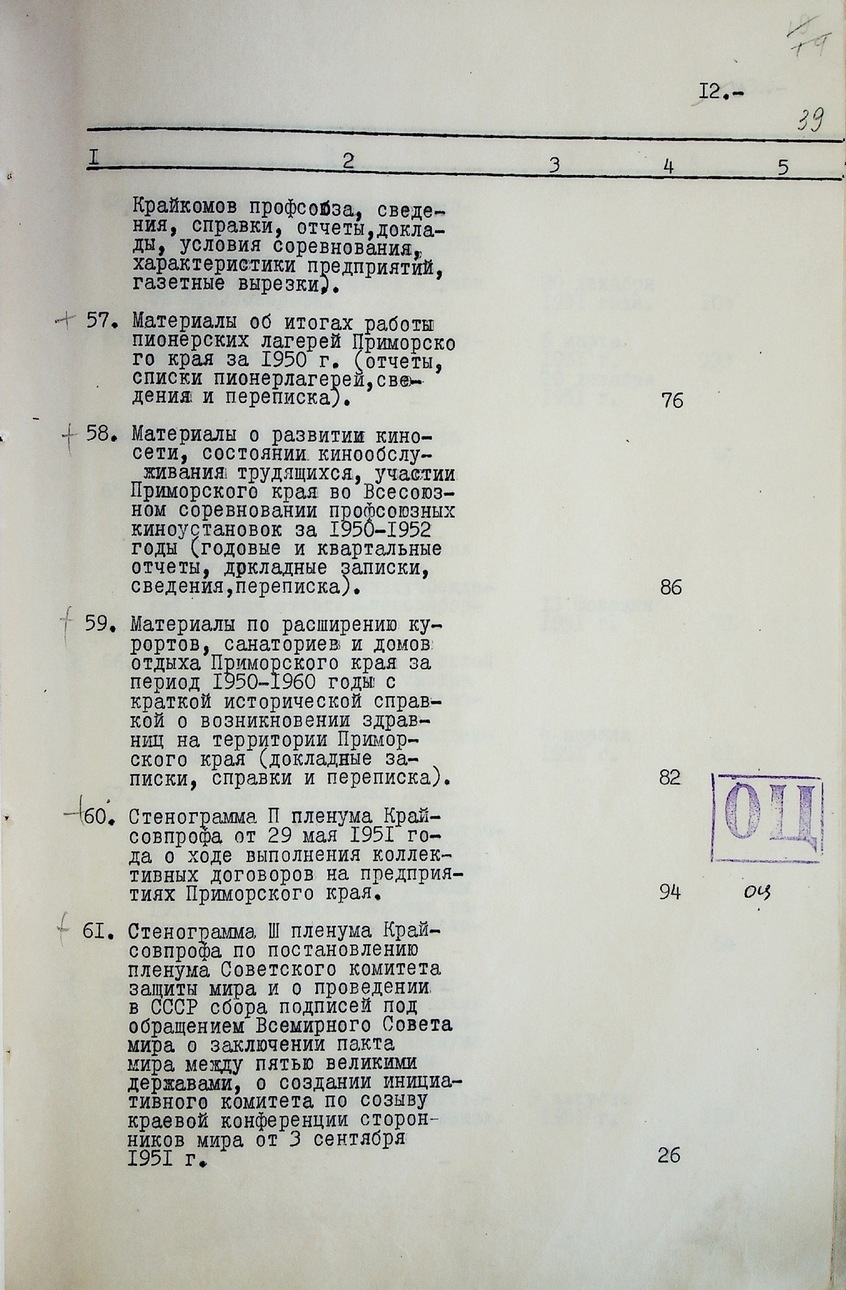 19
12.-
39
I 2 3 4 5
Крайкомов профсоюза, сведе-
ния, справки, отчеты,докла-
ды, условия соревнования,
характеристики предприятий,
газетные вырезки).
57. Материалы об итогах работы
пионерских лагерей Приморско
го края за 1950 г. (отчеты,
списки пионерлагерей,све-
дения и переписка). 76
58. Материалы о развитии кино-
сети, состоянии кинообслу-
живания трудящихся, участии
Приморского края во Всесоюз-
ном соревновании профсоюзных
киноустановок за 1950-1952
годы (годовые и квартальные
отчеты, дркладные записки,
сведения,переписка). 86
59. Материалы по расширению ку-
рортов, санаториев и домов
отдыха Приморского края за
период 1950-1960 годы с
краткой исторической справ-
кой о возникновении здрав-
ниц на территории Примор-
ского края (докладные за-
писки, справки и переписка). 82
ОЦ
60. Стенограмма П пленума Край-
совпрофа от 29 мая 1951 го-
да о ходе выполнения коллек-
тивных договоров на предприя-
тиях Приморского края. 94 оц
61. Стенограмма Ш пленума Край-
совпрофа по постановлению
пленума Советского комитета
защиты мира и о проведении
в СССР сбора подписей под
обращением Всемирного Совета
мира о заключении пакта
мира между пятью великими
державами, о создании инициа-
тивного комитета по созыву
краевой конференции сторон-
ников мира от 3 сентября
1951 г. 26